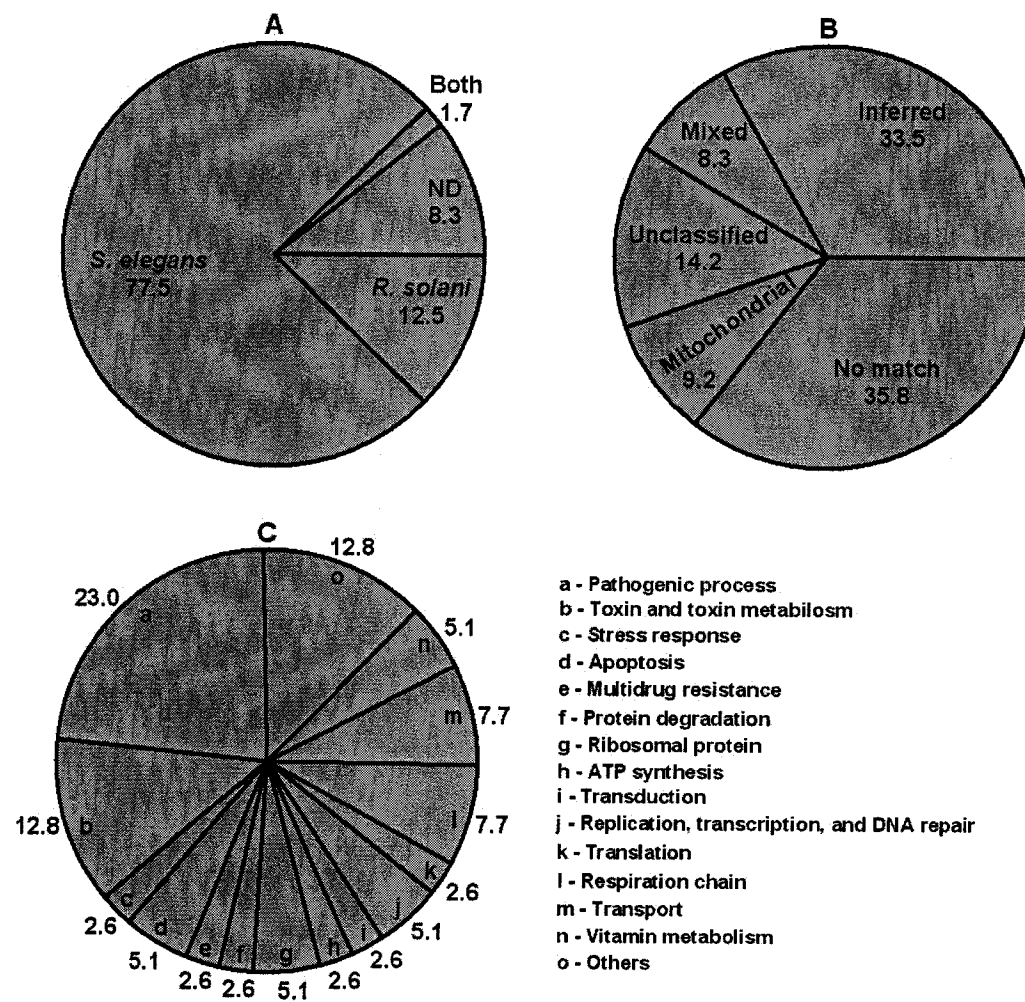 A
Both
1.7
ND
8.3
S. elegans
77.5
R. solani
12.5
B
Inferred
33.5
Mixed
8.3
Unclassified
14.2
Mitochondrial
9.2
No match
35.8
C
12.8
o
23.0
a
5.1
n
m
7.7
12.8
b
l
7.7
k
2.6
c
2.6
j
5.1
d
5.1
e
2.6
f
2.6
g
5.1
h
2.6
i
2.6
a - Pathogenic process
b - Toxin and toxin metabilosm
c - Stress response
d - Apoptosis
e - Multidrug resistance
f - Protein degradation
g - Ribosomal protein
h - ATP synthesis
i - Transduction
j - Replication, transcription, and DNA repair
k - Translation
l - Respiration chain
m - Transport
n - Vitamin metabolism
o - Others